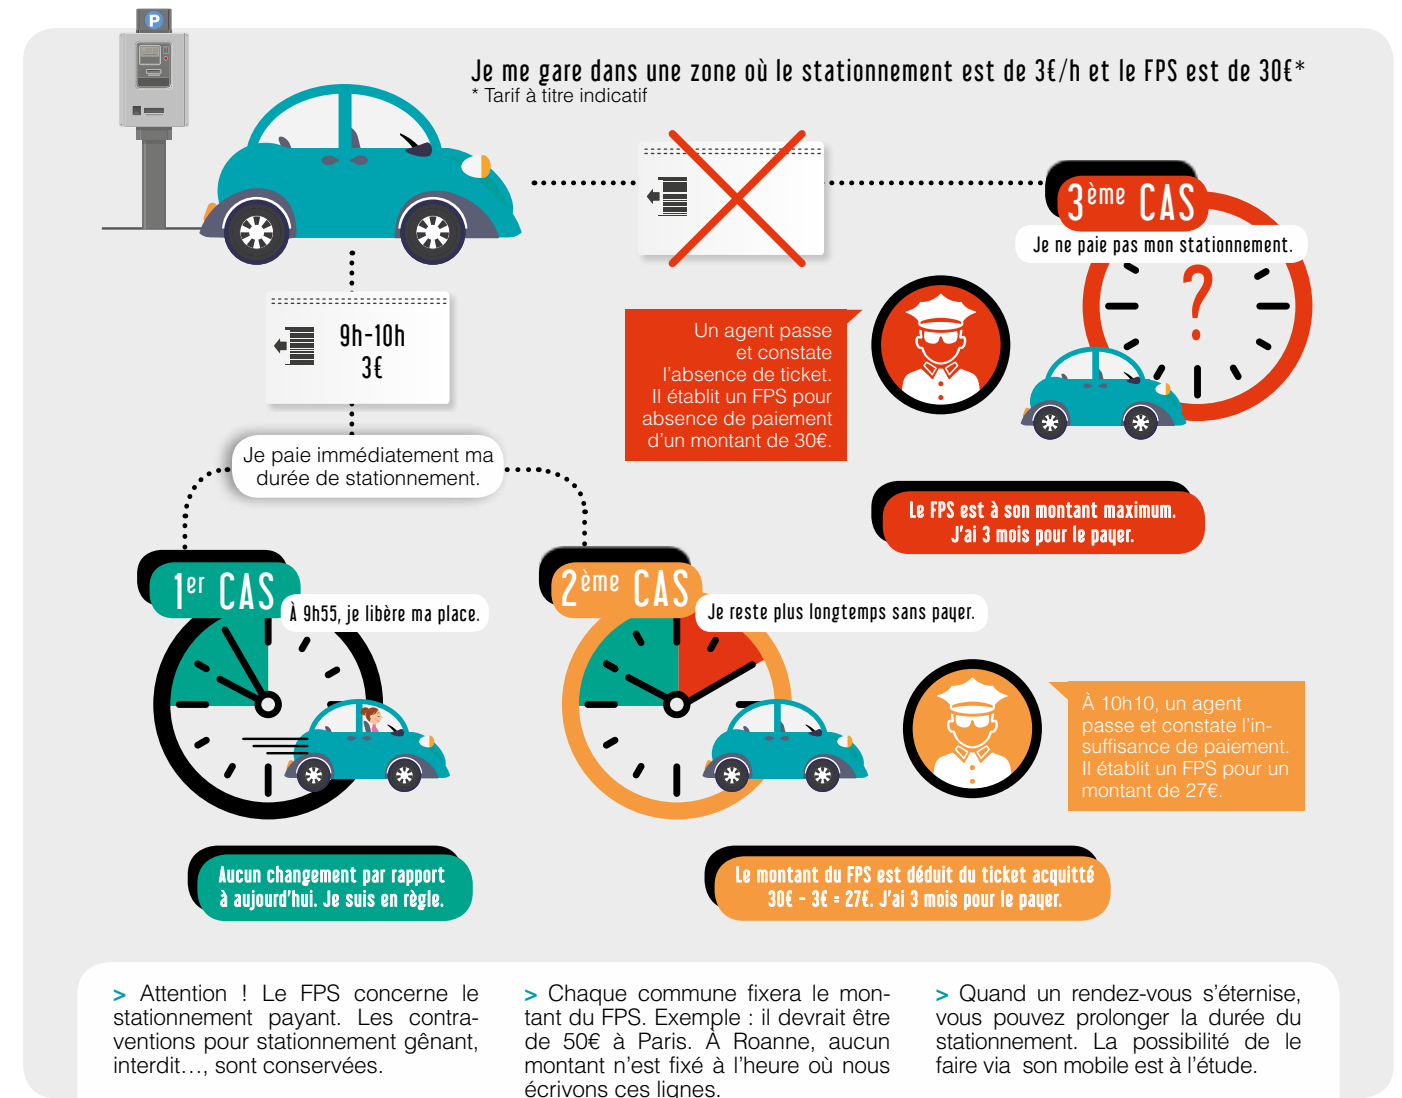 P
Je me gare dans une zone où le stationnement est de 3€/h et le FPS est de 30€*
* Tarif à titre indicatif
3ème CAS
Je ne paie pas mon stationnement.
?
Un agent passe
et constate
l'absence de ticket.
Il établit un FPS pour
absence de paiement
d'un montant de 30€.
9h-10h
3€
Je paie immédiatement ma
durée de stationnement.
Le FPS est à son montant maximum.
J'ai 3 mois pour le payer.
1er CAS
À 9h55, je libère ma place.
2ème CAS
Je reste plus longtemps sans payer.
À 10h10, un agent
passe et constate l'in-
suffisance de paiement.
Il établit un FPS pour un
montant de 27€.
Aucun changement par rapport
à aujourd'hui. Je suis en règle.
Le montant du FPS est déduit du ticket acquitté
30€ - 3€ = 27€. J'ai 3 mois pour le payer.
> Attention ! Le FPS concerne le
stationnement payant. Les contra-
ventions pour stationnement gênant,
interdit…, sont conservées.
> Chaque commune fixera le mon-
tant du FPS. Exemple : il devrait être
de 50€ à Paris. À Roanne, aucun
montant n'est fixé à l'heure où nous
écrivons ces lignes.
> Quand un rendez-vous s'éternise,
vous pouvez prolonger la durée du
stationnement. La possibilité de le
faire via son mobile est à l'étude.